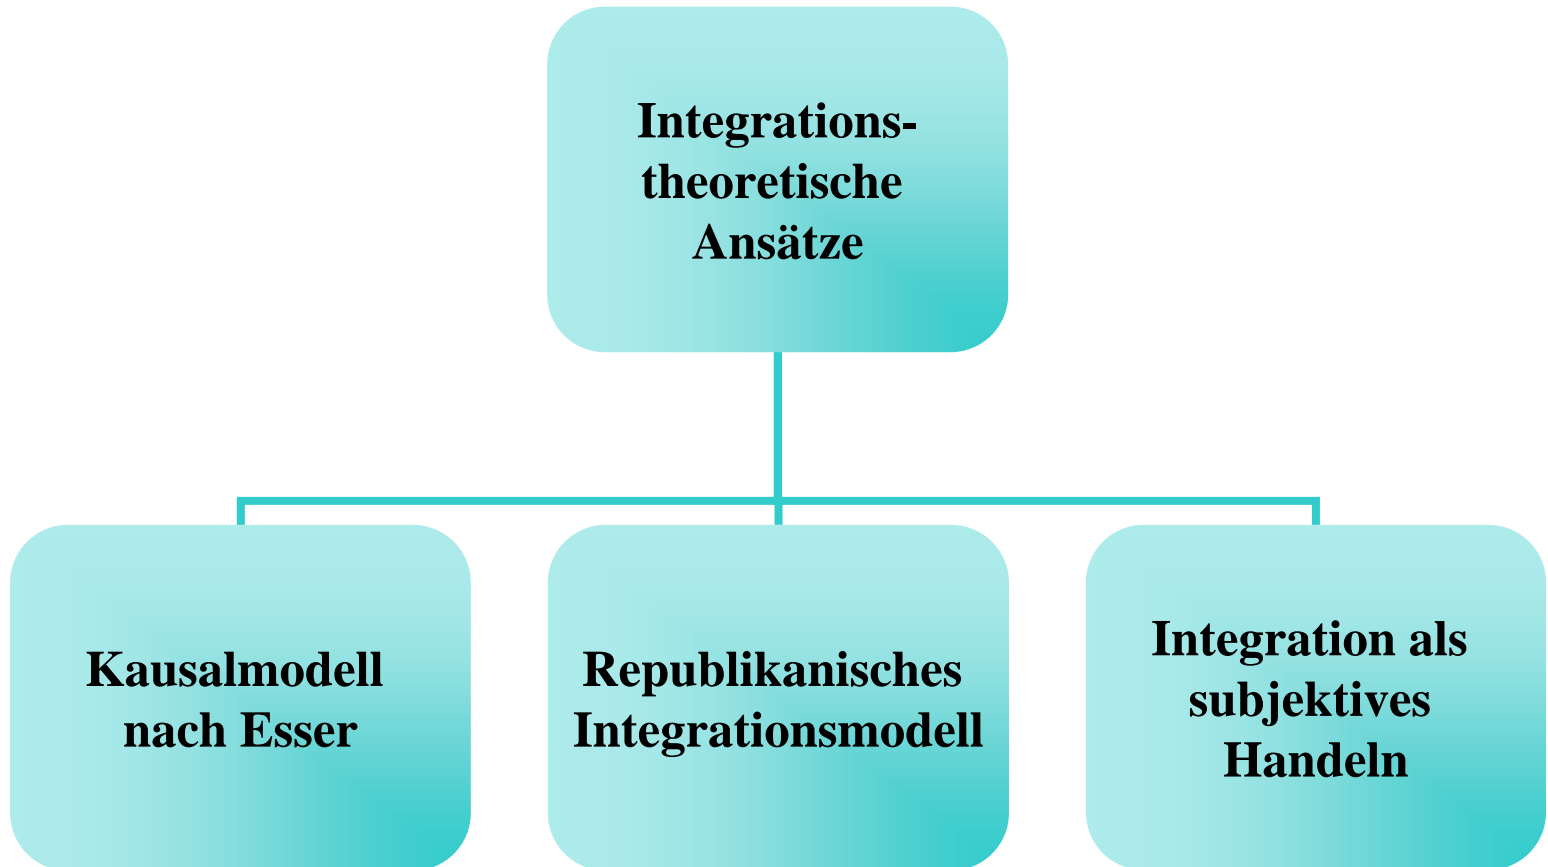 Integrations-
theoretische
Ansätze
Kausalmodell
nach Esser
Republikanisches
Integrationsmodell
Integration als
subjektives
Handeln